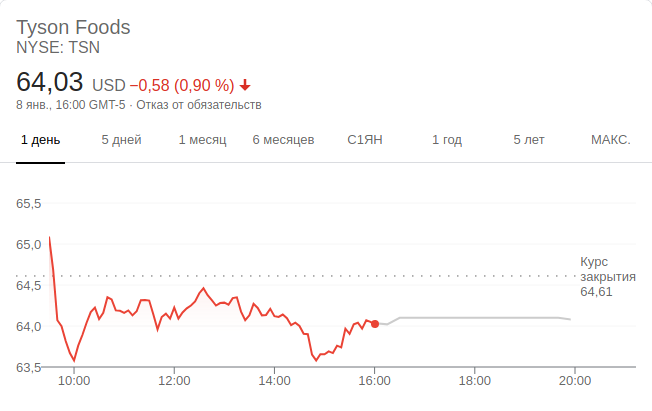 Tyson Foods
NYSE: TSN
64,03 USD −0,58 (0,90 %)
8 янв., 16:00 GMT-5 · Отказ от обязательств
1 день 5 дней 1 месяц 6 месяцев С1ЯН 1 год 5 лет МАКС.
65,5
65,0
64,5
64,0
63,5
Курс
закрытия
64,61
10:00 12:00 14:00 16:00 18:00 20:00